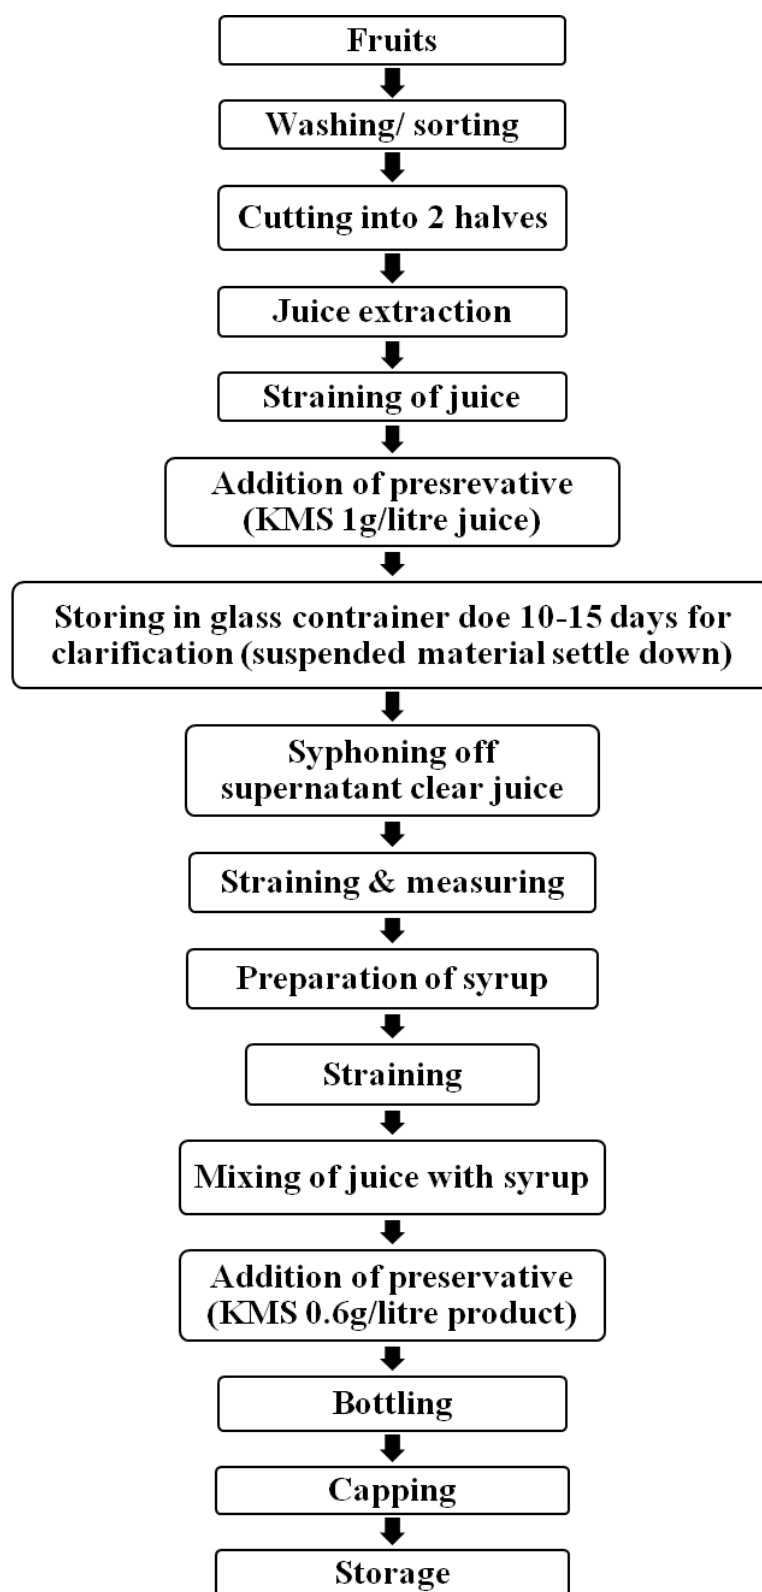 Fruits
Washing/ sorting
Cutting into 2 halves
Juice extraction
Straining of juice
Addition of presrevative
(KMS 1g/litre juice)
Storing in glass contrainer doe 10-15 days for
clarification (suspended material settle down)
Syphoning off
supernatant clear juice
Straining & measuring
Preparation of syrup
Straining
Mixing of juice with syrup
Addition of preservative
(KMS 0.6g/litre product)
Bottling
Capping
Storage